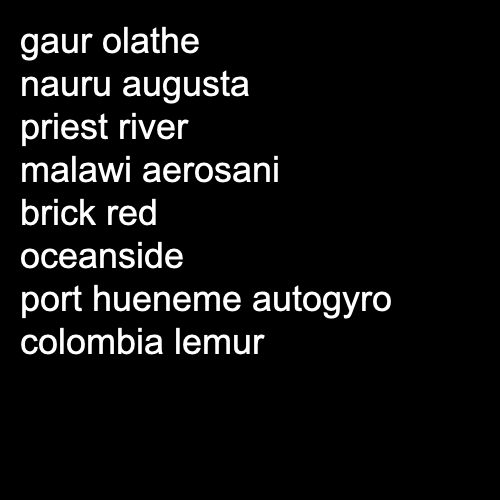 gaur olathe
nauru augusta
priest river
malawi aerosani
brick red
oceanside
port hueneme autogyro
colombia lemur